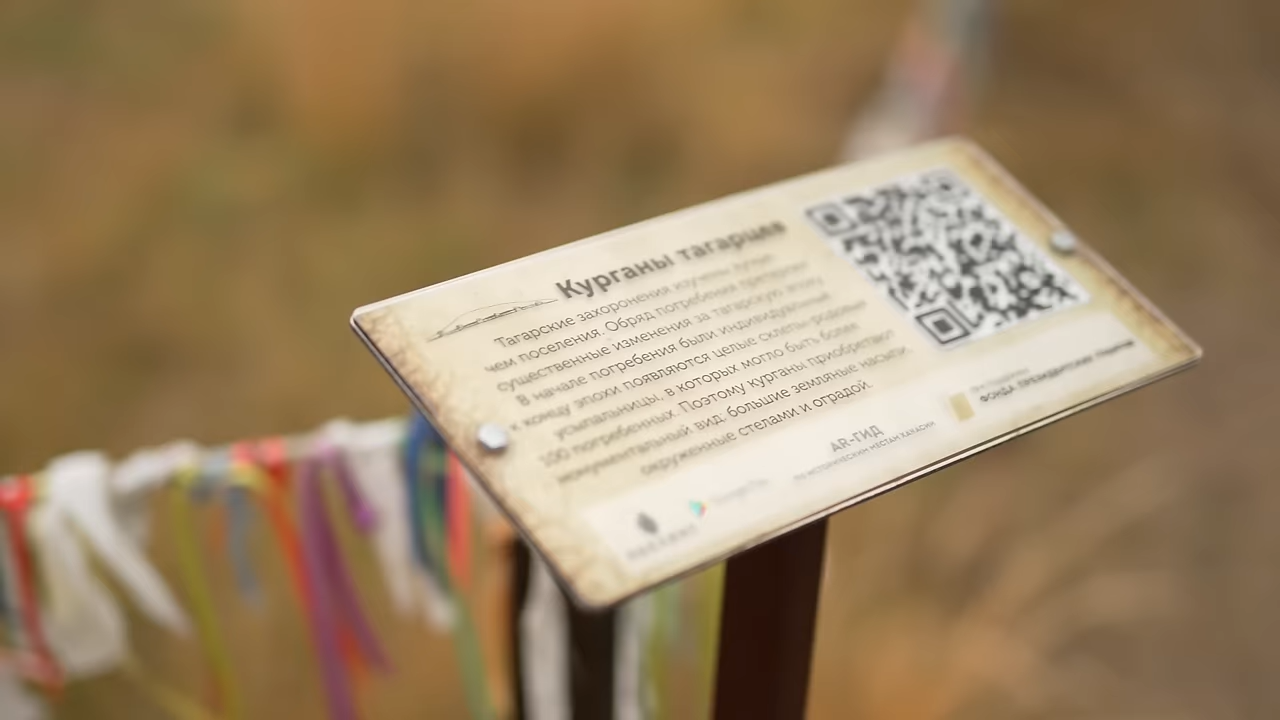 Курганы тагарцев
Тагарские захоронения изучены лучше,
чем поселения. Обряд погребения претерпел
существенные изменения за тагарскую эпоху.
В начале погребения были индивидуальные,
к концу эпохи появляются целые склепы-родовые
усыпальницы, в которых могло быть более
100 погребенных. Поэтому курганы приобретают
монументальный вид: большие земляные насыпи,
окруженные стелами и оградой.
AR-ГИД
ПО ИСТОРИЧЕСКИМ МЕСТАМ ХАКАСИИ
ФОНДА ПРЕЗИДЕНТСКИХ ГРАНТОВ
Google Play